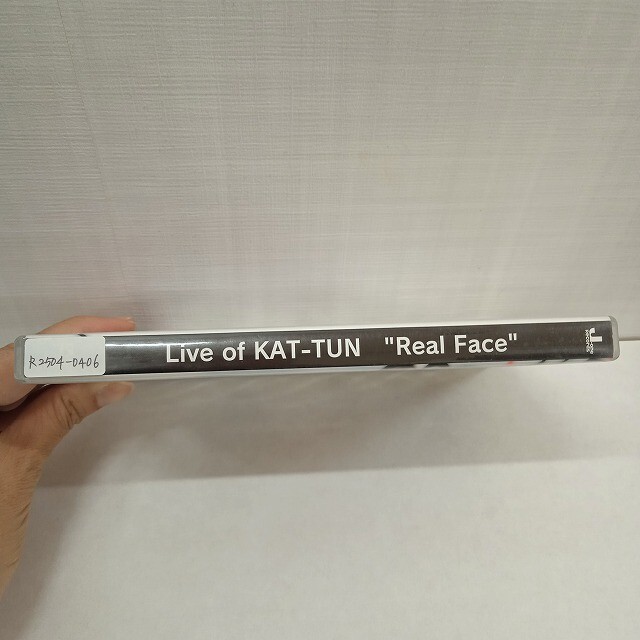 R2504-0406
Live of KAT-TUN "Real Face"